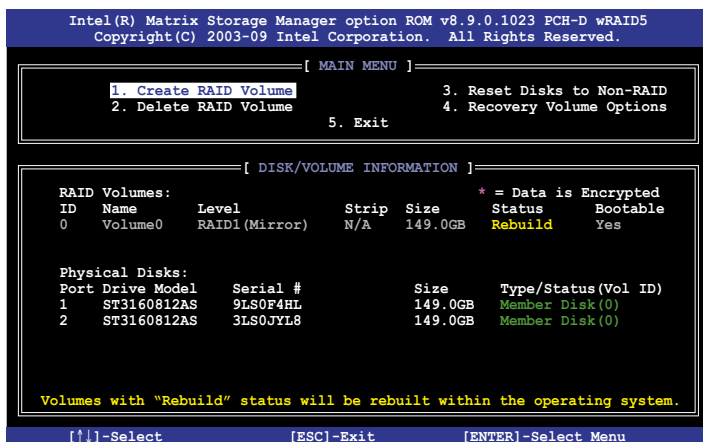 Intel(R) Matrix Storage Manager option ROM v8.9.0.1023 PCH-D wRAID5
Copyright(C) 2003-09 Intel Corporation. All Rights Reserved.
[ MAIN MENU ]
1. Create RAID Volume 3. Reset Disks to Non-RAID
2. Delete RAID Volume 4. Recovery Volume Options
5. Exit
[ DISK/VOLUME INFORMATION ]
RAID Volumes: * = Data is Encrypted
ID Name Level Strip Size Status Bootable
0 Volume0 RAID1(Mirror) N/A 149.0GB Rebuild Yes
Physical Disks:
Port Drive Model Serial # Size Type/Status(Vol ID)
1 ST3160812AS 9LS0F4HL 149.0GB Member Disk(0)
2 ST3160812AS 3LS0JYL8 149.0GB Member Disk(0)
Volumes with “Rebuild” status will be rebuilt within the operating system.
[↑↓]-Select [ESC]-Exit [ENTER]-Select Menu